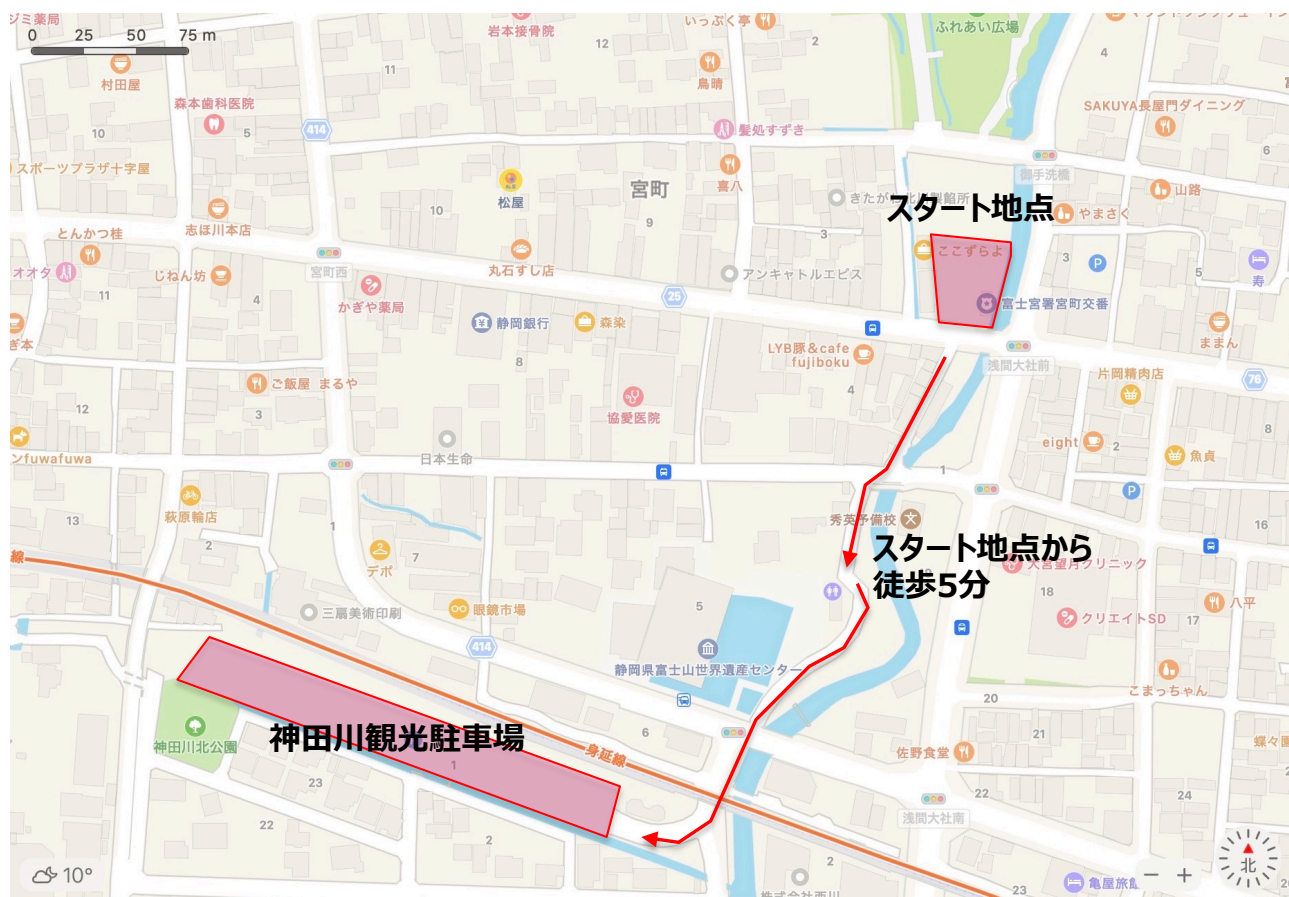 ジミ薬局
0 25 50 75 m
岩本接骨院
いっぷく亭
ふれあい広場
12
2
4
11
村田屋
鳥晴
森本歯科医院
SAKUYA長屋門ダイニング
10
5
414
髪処すずき
6
スポーツプラザ十字屋
御手洗橋
松屋
宮町
喜八
山路
スタート地点
10
9
やまさく
志ほ川本店
とんかつ桂
3
ここずらよ
丸石すし店
宮町西
3
P
オオタ
じねん坊
アンキャトルエピス
5
寿
11
4
かぎや薬局
25
富士宮署宮町交番
静岡銀行
森染
ままん
ぎ本
LYB豚&cafe
fujiboku
浅間大社前
8
片岡精肉店
76
ご飯屋 まるや
4
12
3
協愛医院
8
eight
2
日本生命
魚貞
nfuwafuwa
1
P
萩原輪店
秀英予備校
13
1
16
2
デポ
7
スタート地点から
徒歩5分
線
大宮望月クリニック
18
三扇美術印刷
眼鏡市場
5
八平
クリエイトSD
17
414
静岡県富士山世界遺産センター
こまっちゃん
20
神田川観光駐車場
6
21
神田川北公園
身延線
佐野食堂
1
蝶々
23
22
24
浅間大社南
22
2
2
10°
北
23
亀屋旅館
− +